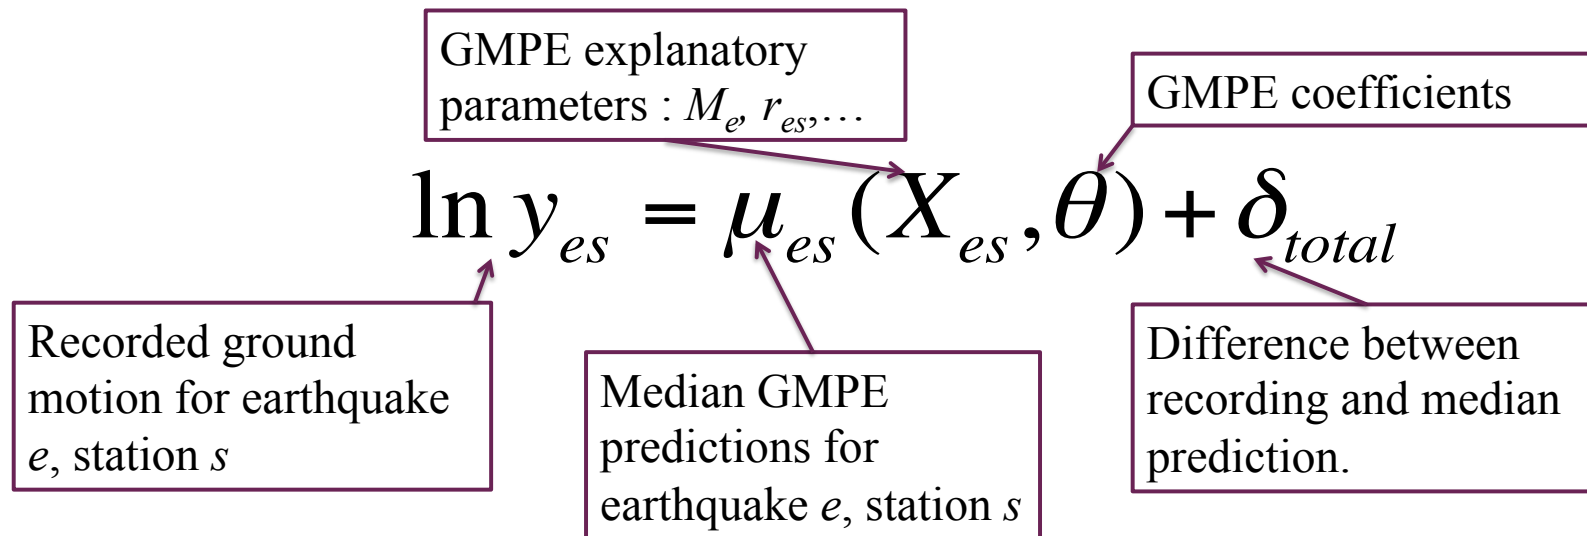 GMPE explanatory
parameters : Me, res,…
GMPE coefficients
ln yes = μes (Xes, θ) + δtotal
Recorded ground
motion for earthquake
e, station s
Median GMPE
predictions for
earthquake e, station s
Difference between
recording and median
prediction.